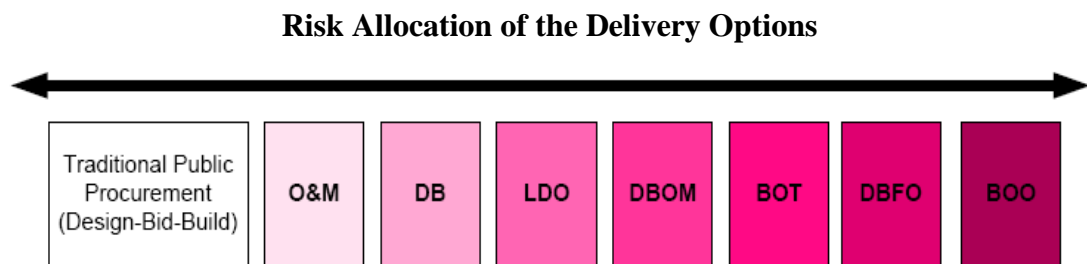 Risk Allocation of the Delivery Options
Traditional Public
Procurement
(Design-Bid-Build)
O&M
DB
LDO
DBOM
BOT
DBFO
BOO